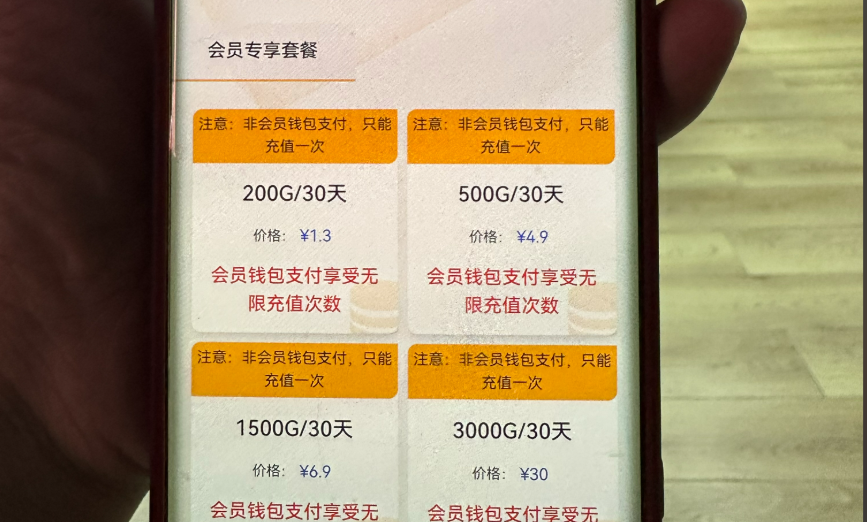 会员专享套餐
注意：非会员钱包支付，只能
充值一次
200G/30天
价格： ¥1.3
会员钱包支付享受无
限充值次数
注意：非会员钱包支付，只能
充值一次
500G/30天
价格： ¥4.9
会员钱包支付享受无
限充值次数
注意：非会员钱包支付，只能
充值一次
1500G/30天
价格： ¥6.9
会员钱包支付享受无
注意：非会员钱包支付，只能
充值一次
3000G/30天
价格： ¥30
会员钱包支付享受无